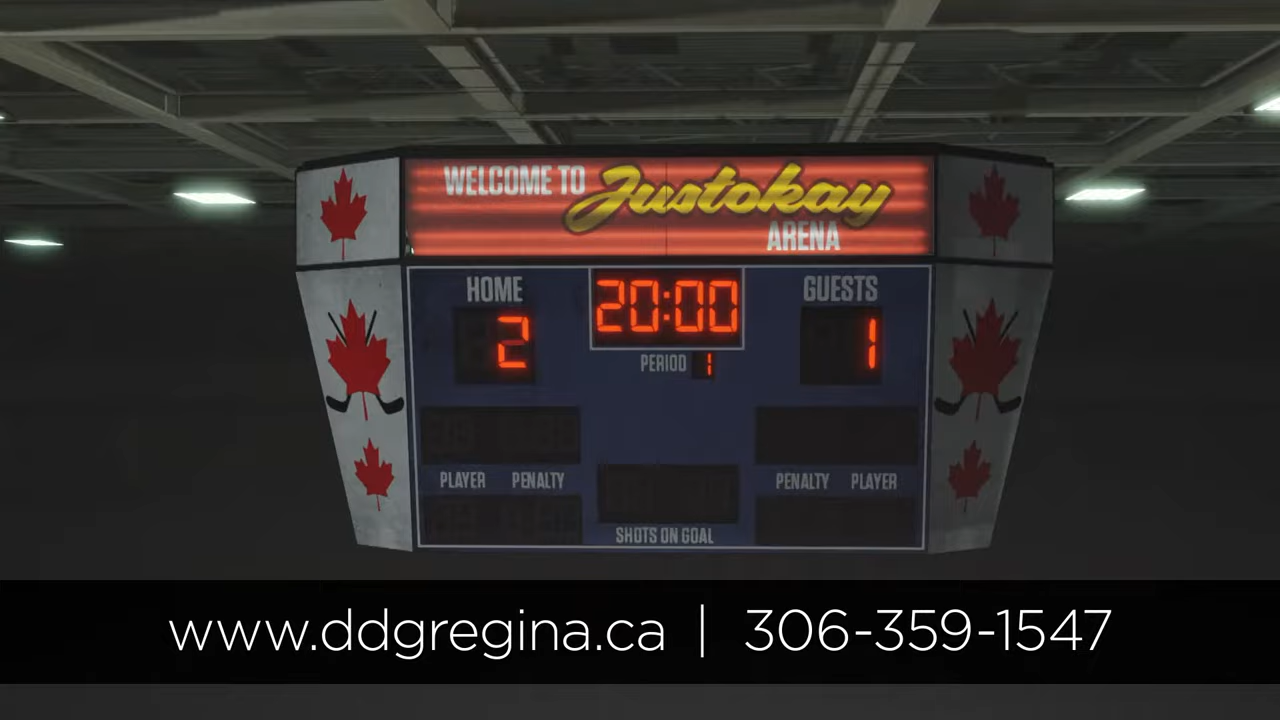 WELCOME TO Justokay
ARENA
HOME
20:00
GUESTS
2
1
PERIOD 1
PLAYER PENALTY
PENALTY PLAYER
SHOTS ON GOAL
www.ddgregina.ca | 306-359-1547